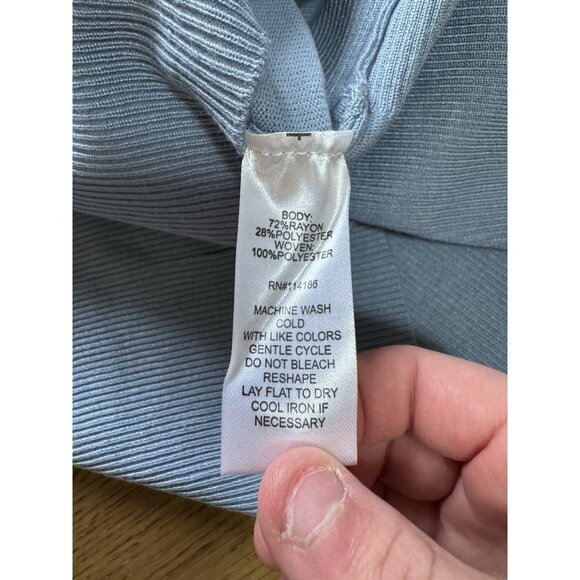 BODY:
72%RAYON
28%POLYESTER
WOVEN:
100%POLYESTER
RN#114186
MACHINE WASH
COLD
WITH LIKE COLORS
GENTLE CYCLE
DO NOT BLEACH
RESHAPE
LAY FLAT TO DRY
COOL IRON IF
NECESSARY